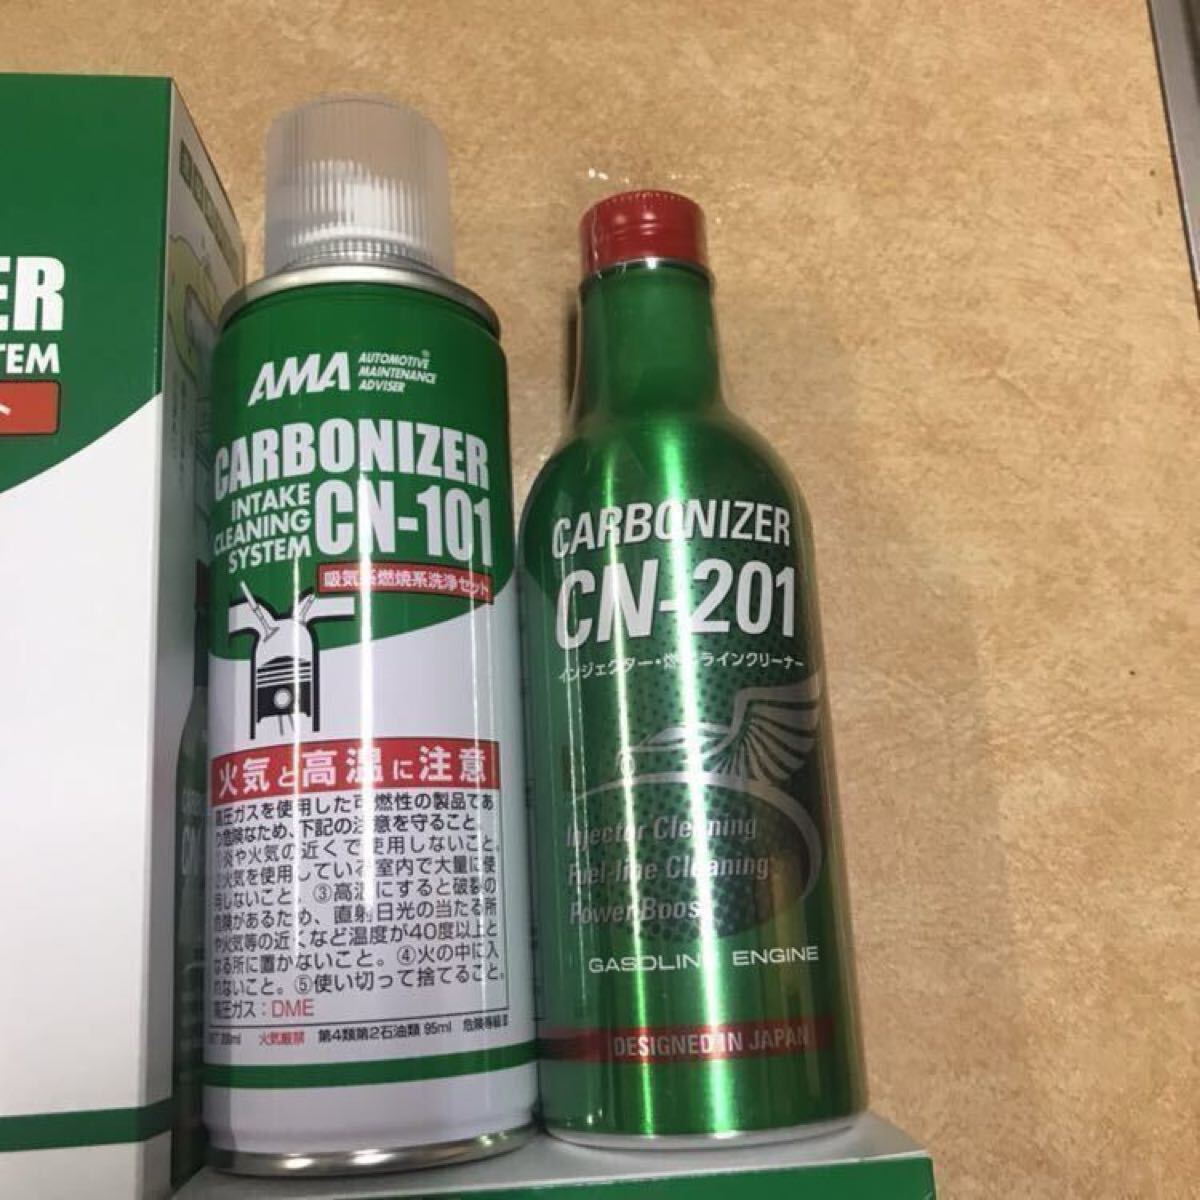 ER
TEM
ト
AMA AUTOMOTIVE®
MAINTENANCE
ADVISER
CARBONIZER
INTAKE
CLEANING
SYSTEM
CN-101
吸気系燃焼系洗浄セット
火気と高温に注意
高圧ガスを使用した可燃性の製品であ
り危険なため、下記の注意を守ること。
①炎や火気の近くで使用しないこと。
②火気を使用している室内で大量に使
用しないこと。③高温にすると破裂の
危険があるため、直射日光の当たる所
や火気等の近くなど温度が40度以上と
なる所に置かないこと。④火の中に入
れないこと。⑤使い切って捨てること。
高圧ガス：DME
火気厳禁 第4類第2石油類 95ml 危険等級Ⅲ
CARBONIZER
CN-201
インジェクター・燃料ラインクリーナー
Injector Cleaning
Fuel-line Cleaning
Power Boost
GASOLINE ENGINE
DESIGNED IN JAPAN